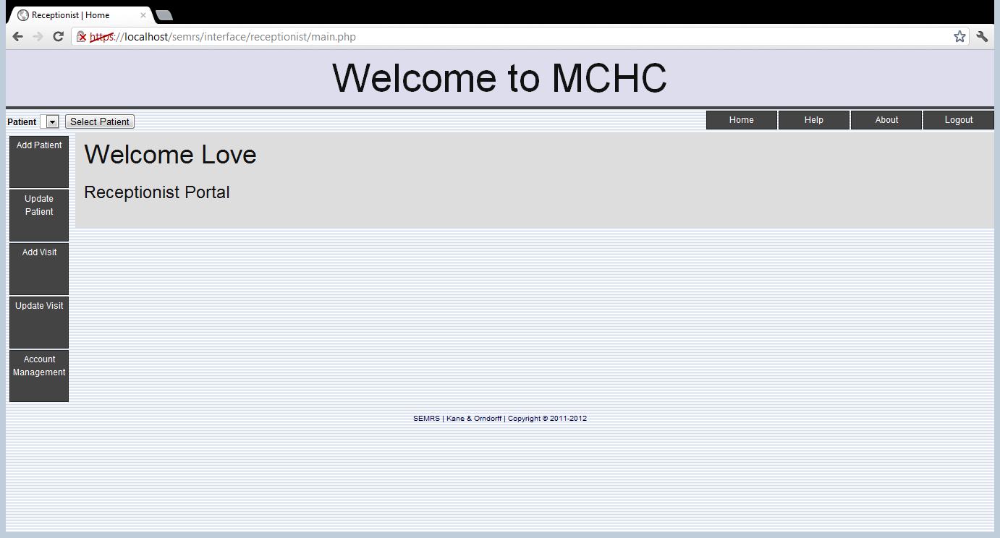 Receptionist | Home
https://localhost/semrs/interface/receptionist/main.php
Welcome to MCHC
Patient Select Patient Home Help About Logout
Add Patient
Update
Patient
Add Visit
Update Visit
Account
Management
Welcome Love
Receptionist Portal
SEMRS | Kane & Orndorff | Copyright © 2011-2012